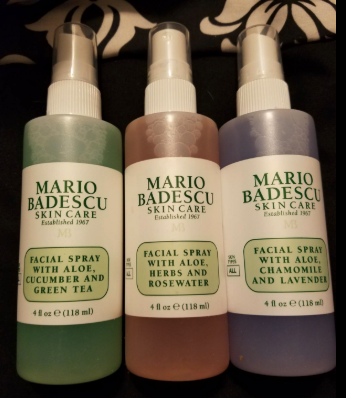 MARIO
BADESCU
SKIN CARE
Established 1967
FACIAL SPRAY
WITH ALOE,
CUCUMBER AND
GREEN TEA
4 fl oz ℮ (118 ml)
MARIO
BADESCU
SKIN CARE
Established 1967
FACIAL SPRAY
WITH ALOE,
HERBS AND
ROSEWATER
4 fl oz ℮ (118 ml)
ALL
MARIO
BADESCU
SKIN CARE
Established 1967
FACIAL SPRAY
WITH ALOE,
CHAMOMILE
AND LAVENDER
4 fl oz ℮ (118 ml)